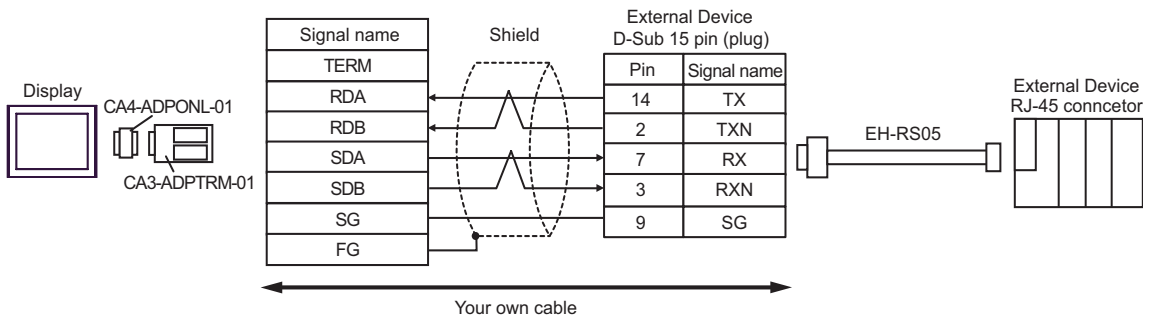 Display
CA4-ADPONL-01
CA3-ADPTRM-01
Signal name
TERM
RDA
RDB
SDA
SDB
SG
FG
Shield
External Device
D-Sub 15 pin (plug)
Pin Signal name
14 TX
2 TXN
7 RX
3 RXN
9 SG
EH-RS05
External Device
RJ-45 conncetor
Your own cable